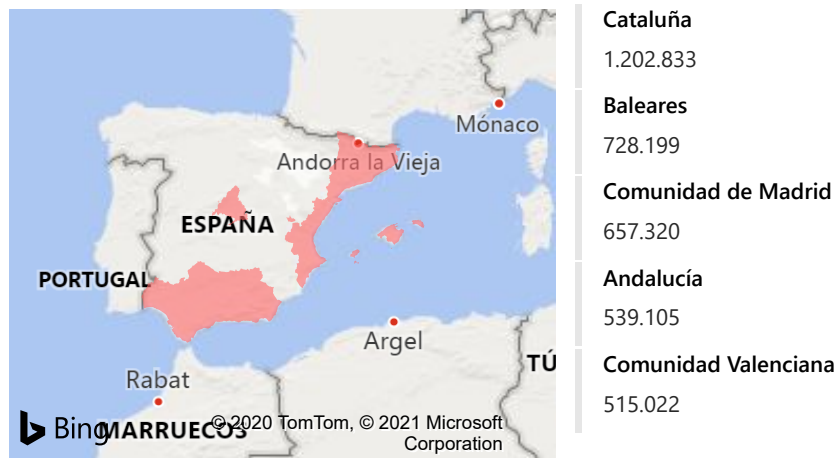 Mónaco
Andorra la Vieja
ESPAÑA
PORTUGAL
Argel
TÚ
Rabat
Bing
MARRUECOS
© 2020 TomTom, © 2021 Microsoft
Corporation
Cataluña
1.202.833
Baleares
728.199
Comunidad de Madrid
657.320
Andalucía
539.105
Comunidad Valenciana
515.022